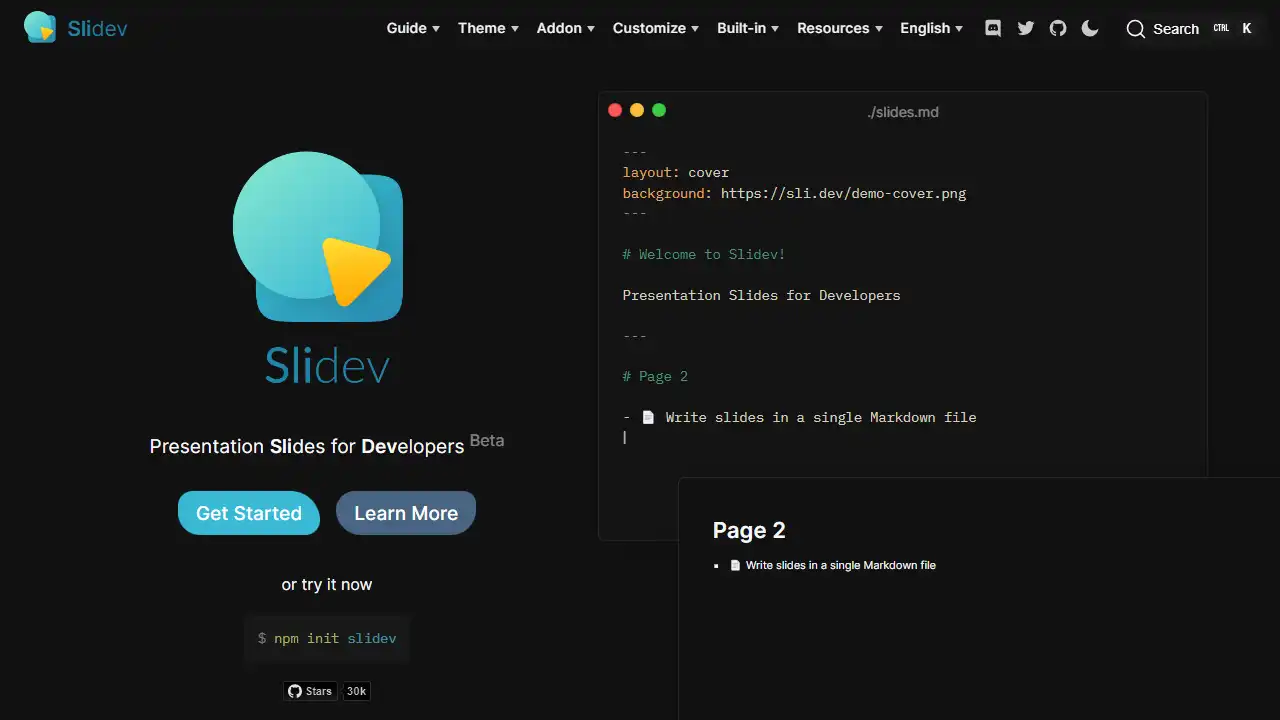 Slidev
Guide
Theme
Addon
Customize
Built-in
Resources
English
Search
CTRL K
Slidev
Presentation Slides for Developers Beta
Get Started
Learn More
or try it now
$ npm init slidev
Stars 30k
./slides.md
---
layout: cover
background: https://sli.dev/demo-cover.png
---
# Welcome to Slidev!
Presentation Slides for Developers
---
# Page 2
- 📄 Write slides in a single Markdown file
Page 2
▪ 📄 Write slides in a single Markdown file